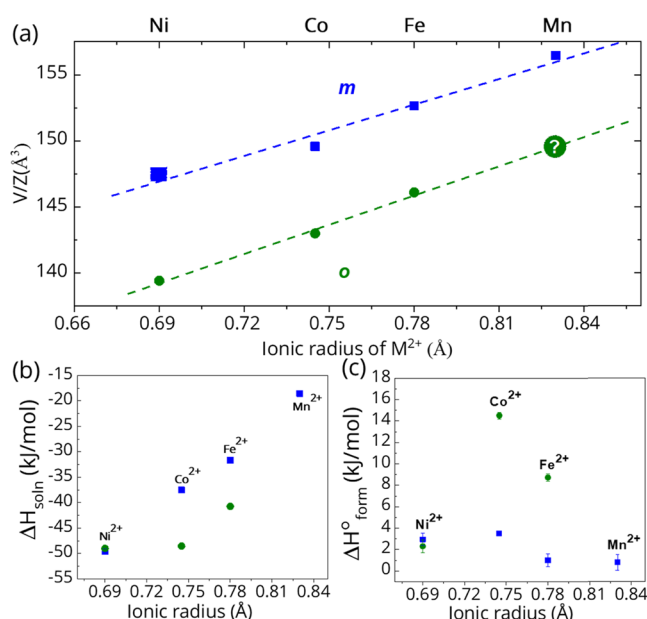 (a)
Ni Co Fe Mn
V/Z(Å³)
155
150
145
140
m
o
?
0.66 0.69 0.72 0.75 0.78 0.81 0.84
Ionic radius of M²⁺ (Å)
(b)
ΔHsoln (kJ/mol)
-15
-20
-25
-30
-35
-40
-45
-50
-55
Ni²⁺
Co²⁺
Fe²⁺
Mn²⁺
0.69 0.72 0.75 0.78 0.81 0.84
Ionic radius (Å)
(c)
ΔH°form (kJ/mol)
18
16
14
12
10
8
6
4
2
0
Ni²⁺
Co²⁺
Fe²⁺
Mn²⁺
0.69 0.72 0.75 0.78 0.81 0.84
Ionic radius (Å)